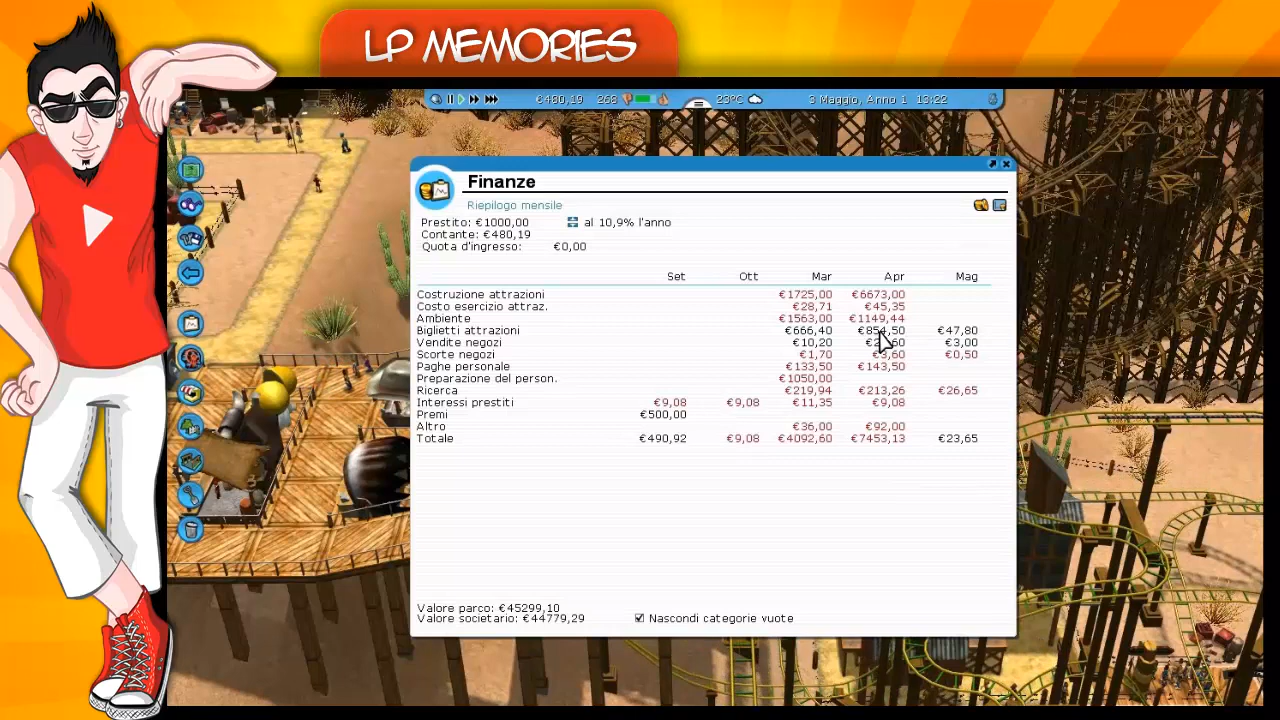 LP MEMORIES
€480,19 268 23ºC 3 Maggio, Anno 1 13:22
Finanze
Riepilogo mensile
Prestito: €1000,00 al 10,9% l'anno
Contante: €480,19
Quota d'ingresso: €0,00
Set Ott Mar Apr Mag
Costruzione attrazioni €1725,00 €6673,00
Costo esercizio attraz. €28,71 €45,35
Ambiente €1563,00 €1149,44
Biglietti attrazioni €666,40 €47,80
Vendite negozi €10,20 €3,00
Scorte negozi €1,70 €0,50
Paghe personale €133,50 €143,50
Preparazione del person. €1050,00
Ricerca €219,94 €213,26 €26,65
Interessi prestiti €9,08 €9,08 €11,35 €9,08
Premi €500,00
Altro €36,00 €92,00
Totale €490,92 €9,08 €4092,60 €7453,13 €23,65
Valore parco: €45299,10
Valore societario: €44779,29 Nascondi categorie vuote